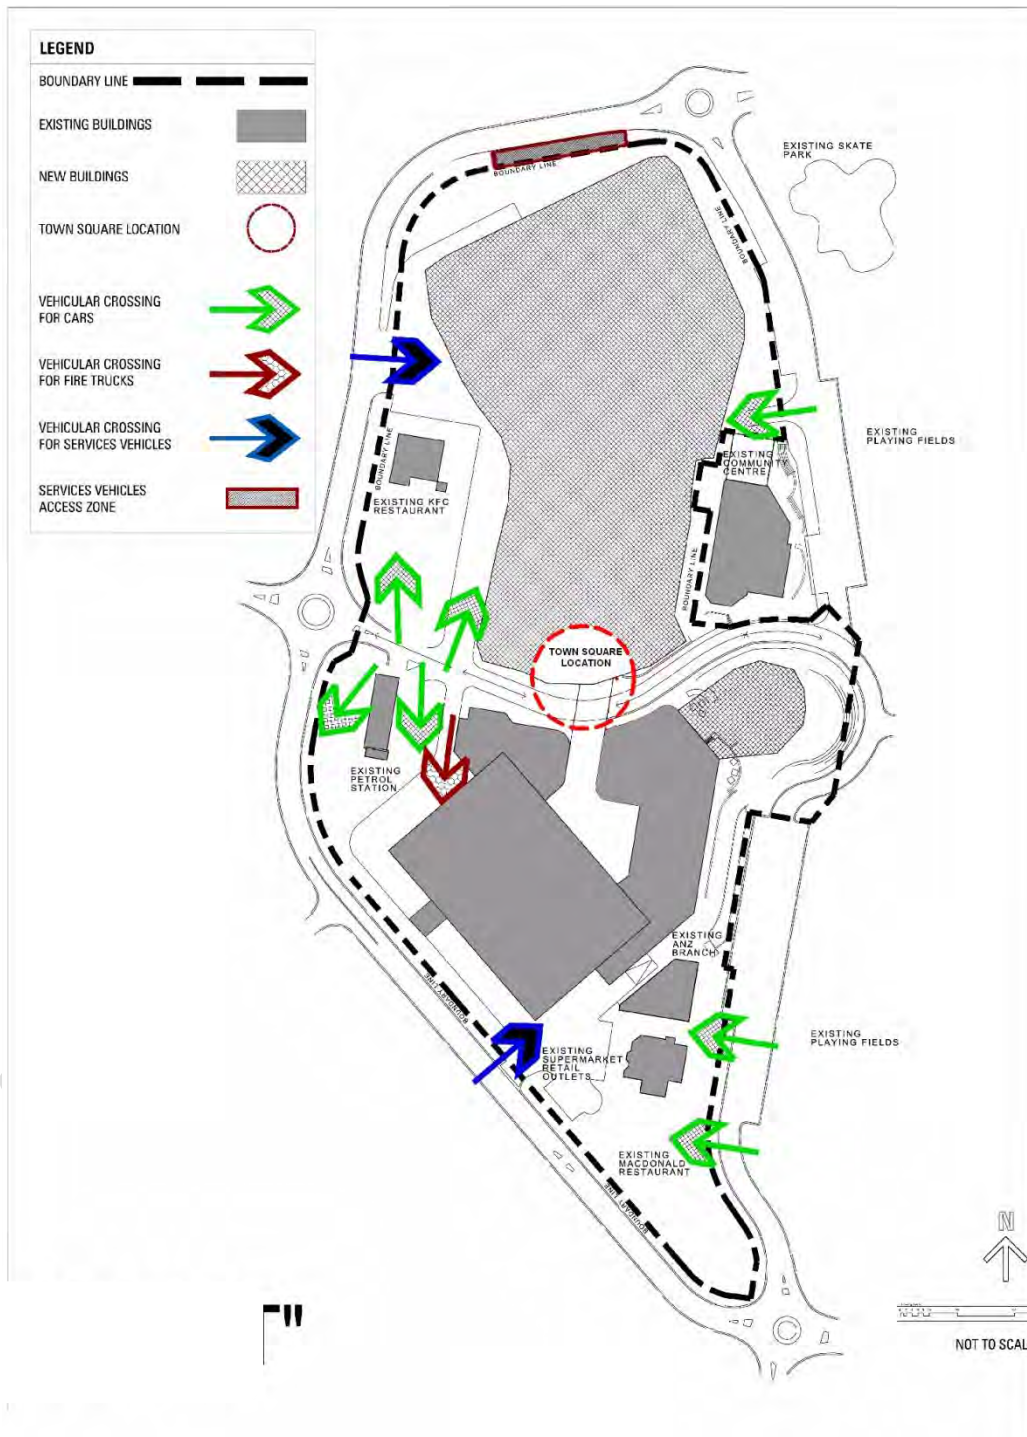 LEGEND
BOUNDARY LINE
EXISTING BUILDINGS
NEW BUILDINGS
TOWN SQUARE LOCATION
VEHICULAR CROSSING
FOR CARS
VEHICULAR CROSSING
FOR FIRE TRUCKS
VEHICULAR CROSSING
FOR SERVICES VEHICLES
SERVICES VEHICLES
ACCESS ZONE
EXISTING SKATE
PARK
BOUNDARY LINE
BOUNDARY LINE
EXISTING
PLAYING FIELDS
EXISTING
COMMUNITY
CENTRE
BOUNDARY LINE
EXISTING KFC
RESTAURANT
BOUNDARY LINE
TOWN SQUARE
LOCATION
EXISTING
PETROL
STATION
EXISTING
ANZ
BRANCH
BOUNDARY LINE
EXISTING
SUPERMARKET
RETAIL
OUTLETS
EXISTING
PLAYING FIELDS
EXISTING
MACDONALD
RESTAURANT
BOUNDARY LINE
N
NOT TO SCAL